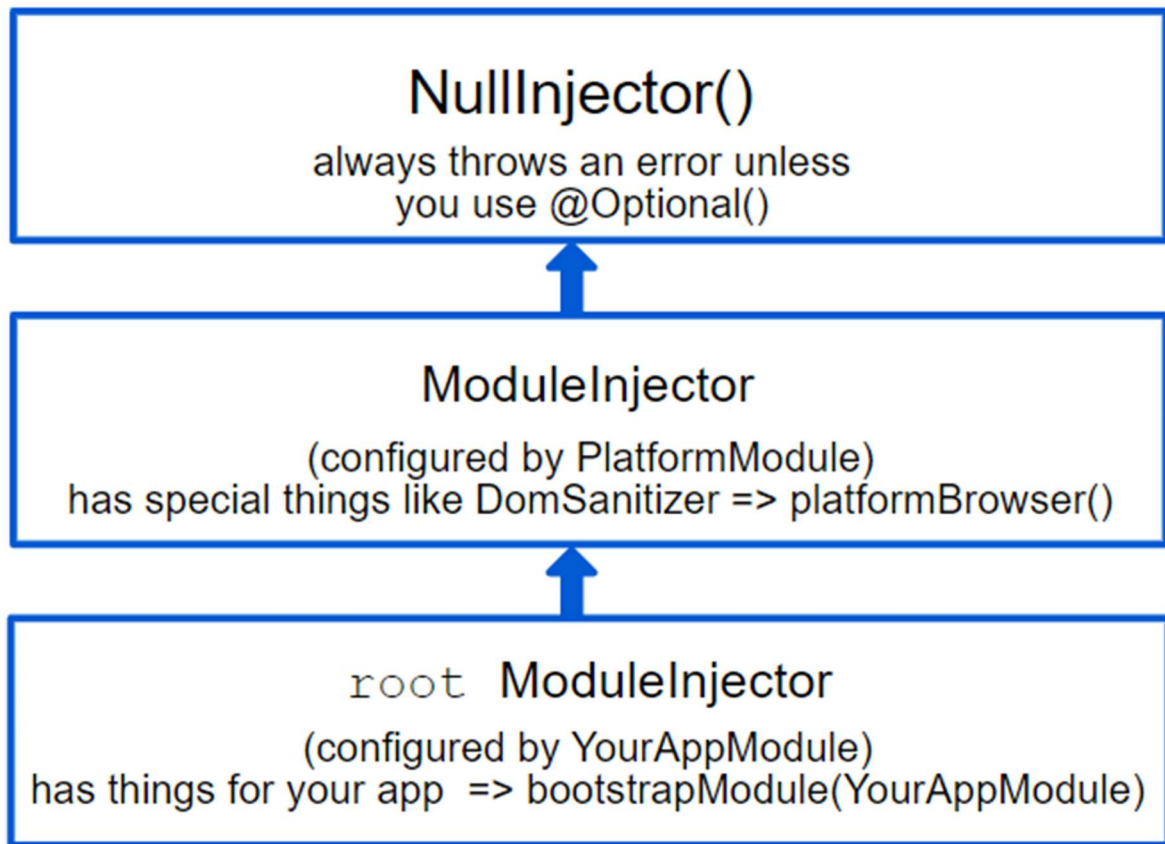 NullInjector()
always throws an error unless
you use @Optional()
ModuleInjector
(configured by PlatformModule)
has special things like DomSanitizer => platformBrowser()
root ModuleInjector
(configured by YourAppModule)
has things for your app => bootstrapModule(YourAppModule)